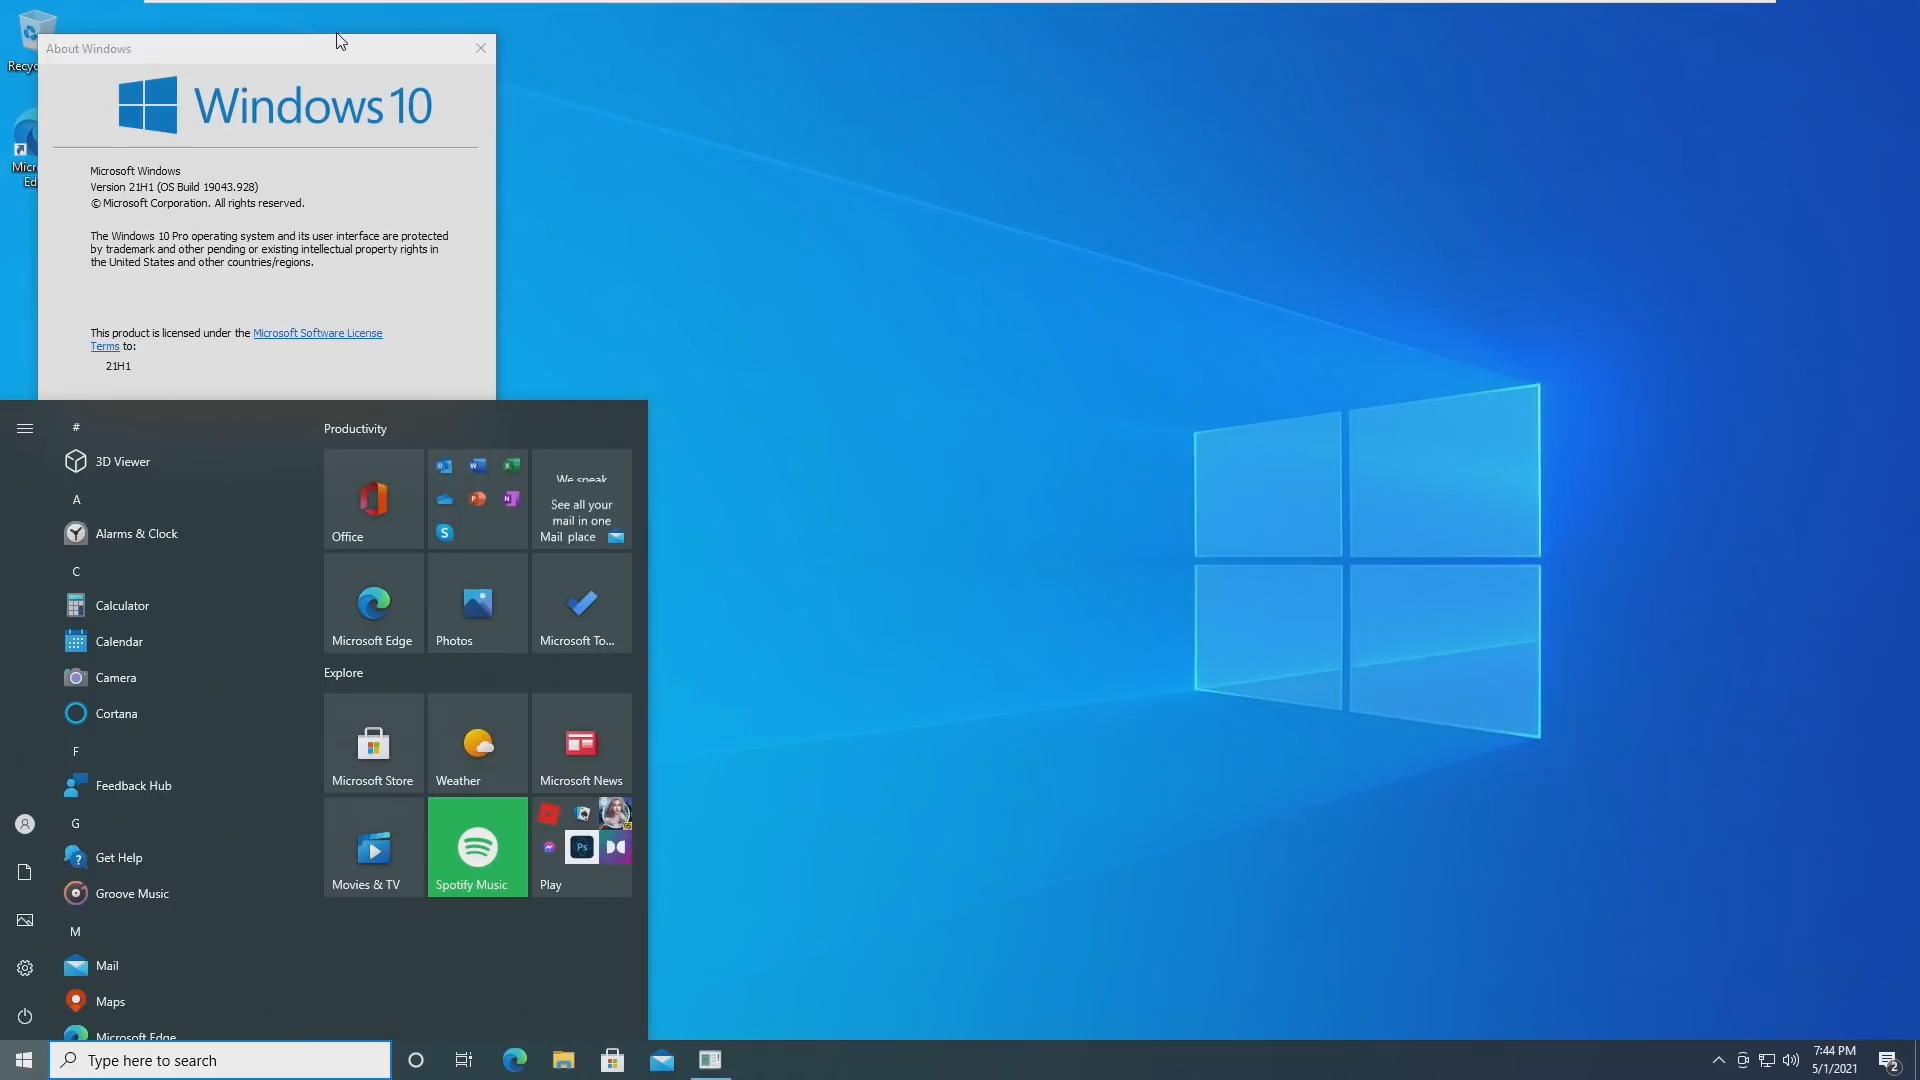 Recyc
About Windows
Windows 10
Micr
Ed
Microsoft Windows
Version 21H1 (OS Build 19043.928)
© Microsoft Corporation. All rights reserved.
The Windows 10 Pro operating system and its user interface are protected
by trademark and other pending or existing intellectual property rights in
the United States and other countries/regions.
This product is licensed under the Microsoft Software License
Terms to:
21H1
#
3D Viewer
A
Alarms & Clock
C
Calculator
Calendar
Camera
Cortana
F
Feedback Hub
G
Get Help
Groove Music
M
Mail
Maps
Microsoft Edge
Productivity
Office
We speak
See all your
mail in one
place
Mail
Microsoft Edge
Photos
Microsoft To...
Explore
Microsoft Store
Weather
Microsoft News
Movies & TV
Spotify Music
Ps
Play
Type here to search
7:44 PM
5/1/2021
2